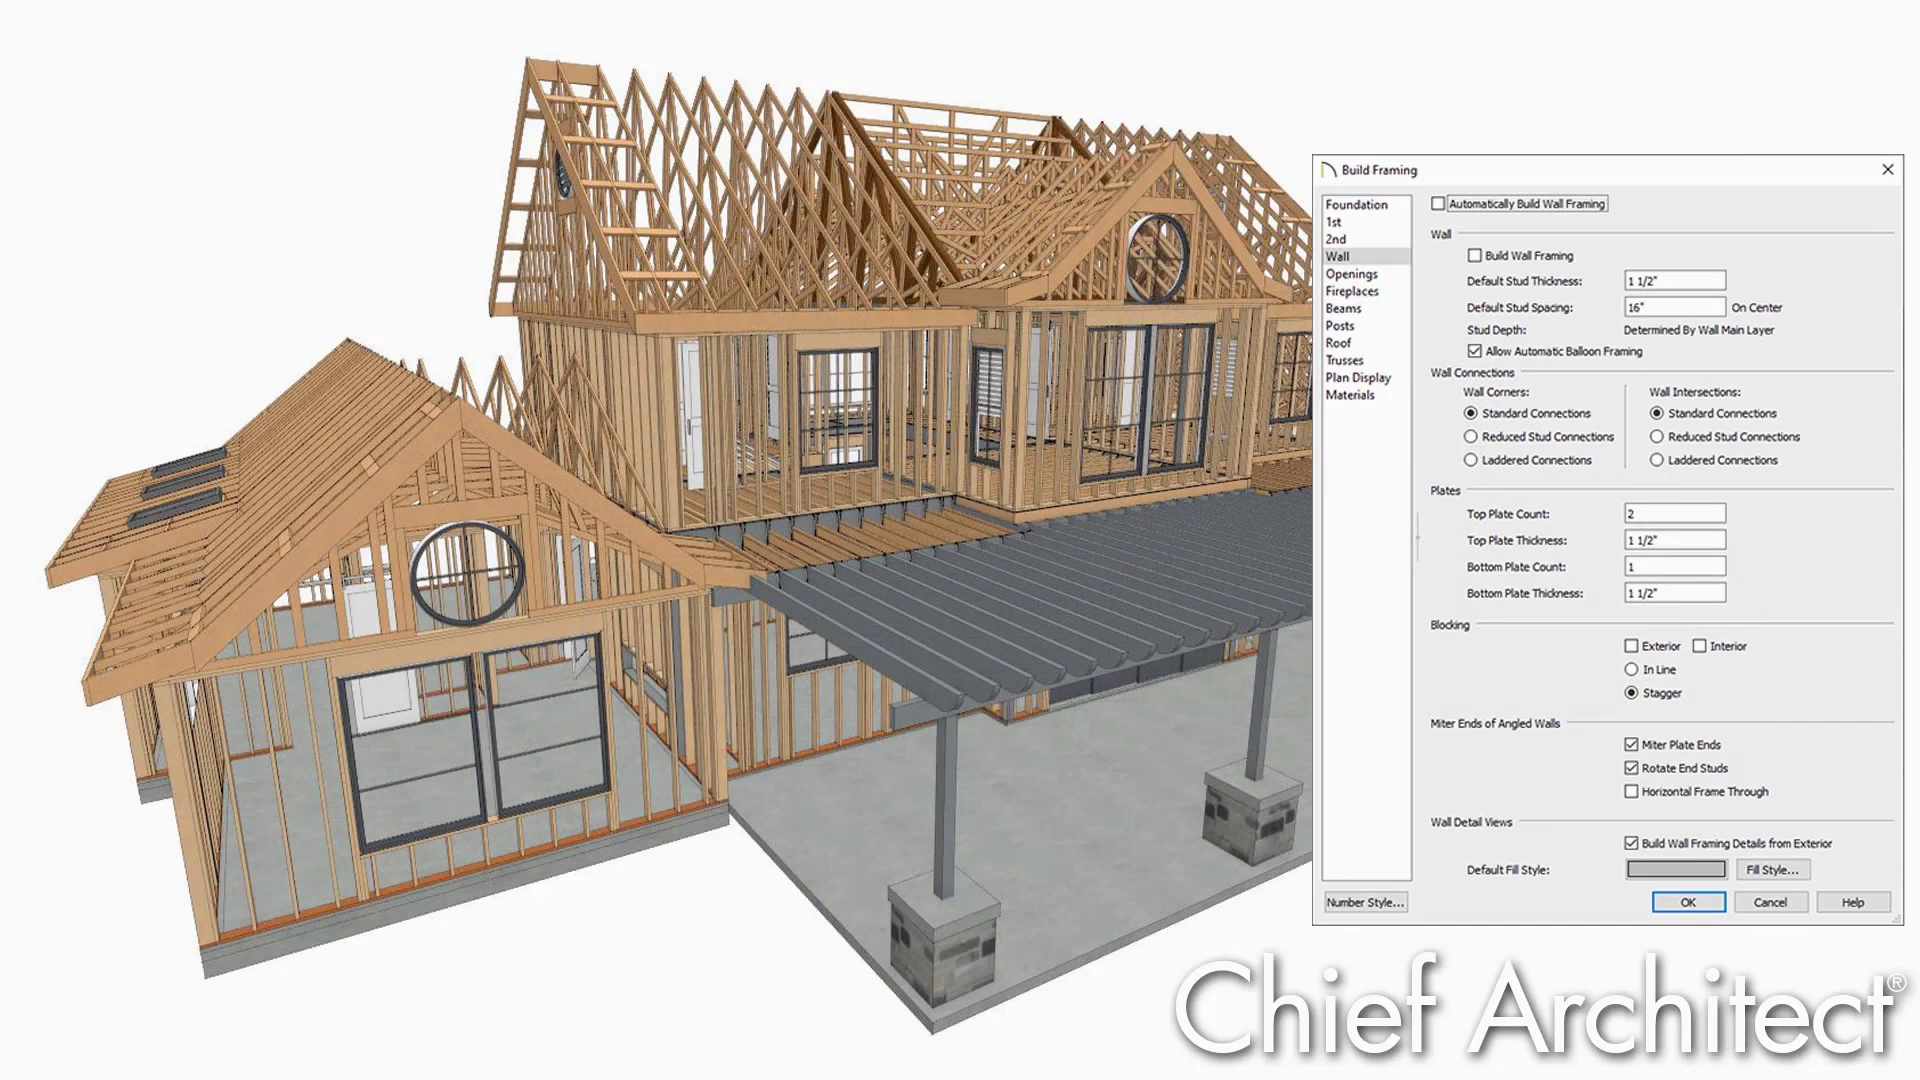 Build Framing
Foundation
1st
2nd
Wall
Openings
Fireplaces
Beams
Posts
Roof
Trusses
Plan Display
Materials
Number Style...
Automatically Build Wall Framing
Wall
Build Wall Framing
Default Stud Thickness: 1 1/2"
Default Stud Spacing: 16" On Center
Stud Depth: Determined By Wall Main Layer
Allow Automatic Balloon Framing
Wall Connections
Wall Corners: Wall Intersections:
Standard Connections Standard Connections
Reduced Stud Connections Reduced Stud Connections
Laddered Connections Laddered Connections
Plates
Top Plate Count: 2
Top Plate Thickness: 1 1/2"
Bottom Plate Count: 1
Bottom Plate Thickness: 1 1/2"
Blocking
Exterior Interior
In Line
Stagger
Miter Ends of Angled Walls
Miter Plate Ends
Rotate End Studs
Horizontal Frame Through
Wall Detail Views
Build Wall Framing Details from Exterior
Default Fill Style: Fill Style...
OK Cancel Help
Chief Architect®